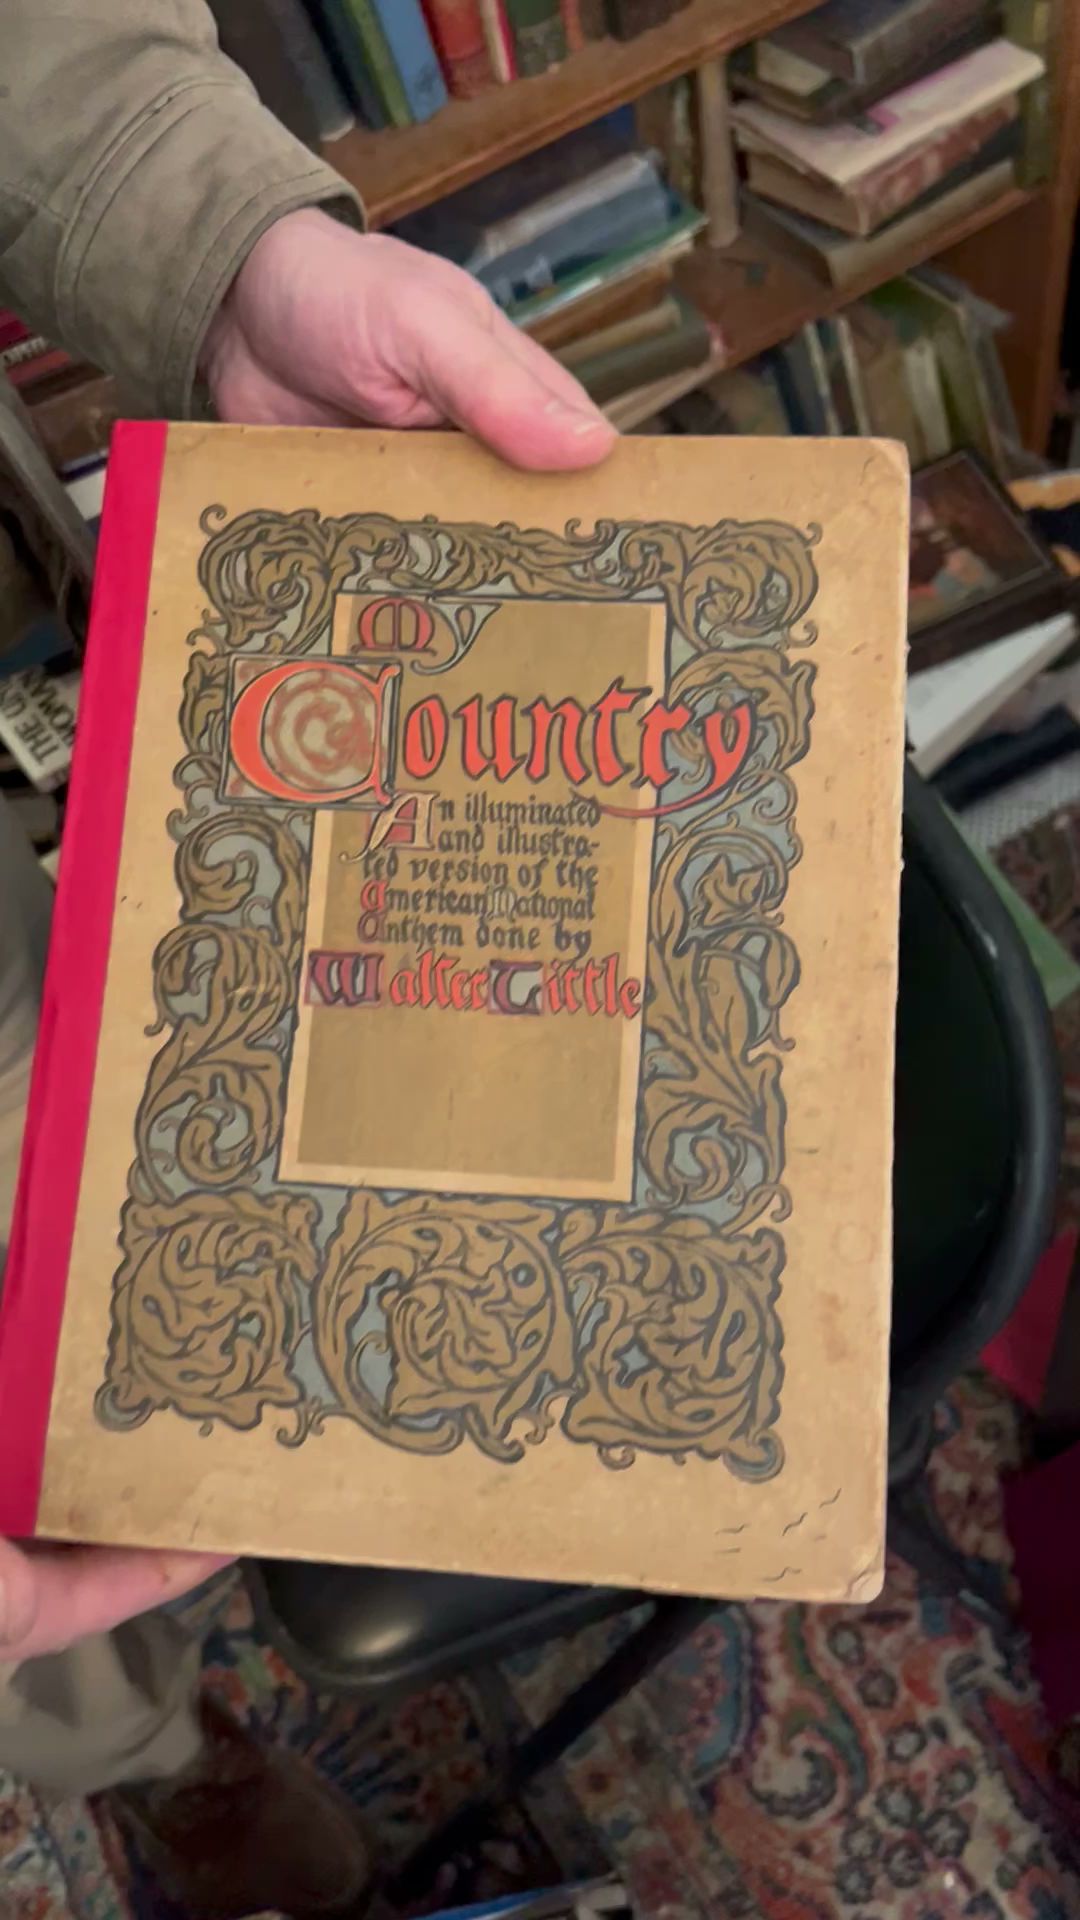 My
Country
An illuminated
and illustra-
ted version of the
American National
Anthem done by
Walter Tittle